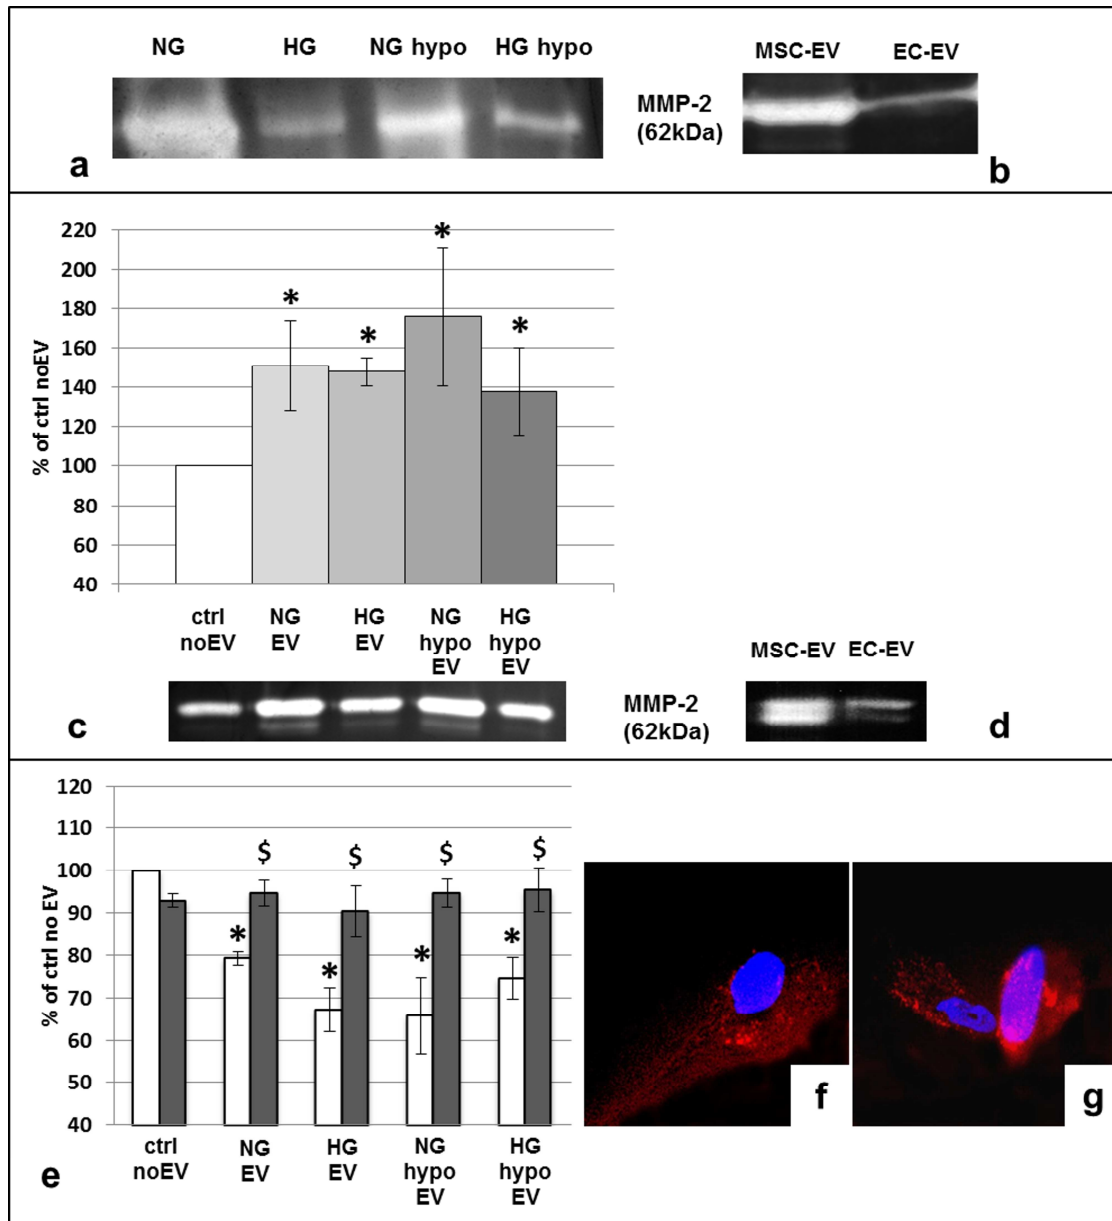 NG HG NG hypo HG hypo
MSC-EV EC-EV
MMP-2
(62kDa)
a
b
220
200
180
160
140
120
100
80
60
40
% of ctrl noEV
* * * *
ctrl
noEV
NG
EV
HG
EV
NG
hypo
EV
HG
hypo
EV
MSC-EV EC-EV
MMP-2
(62kDa)
c
d
120
110
100
90
80
70
60
50
40
% of ctrl no EV
$ $ $ $
* * * *
ctrl
noEV
NG
EV
HG
EV
NG
hypo
EV
HG
hypo
EV
e
f
g